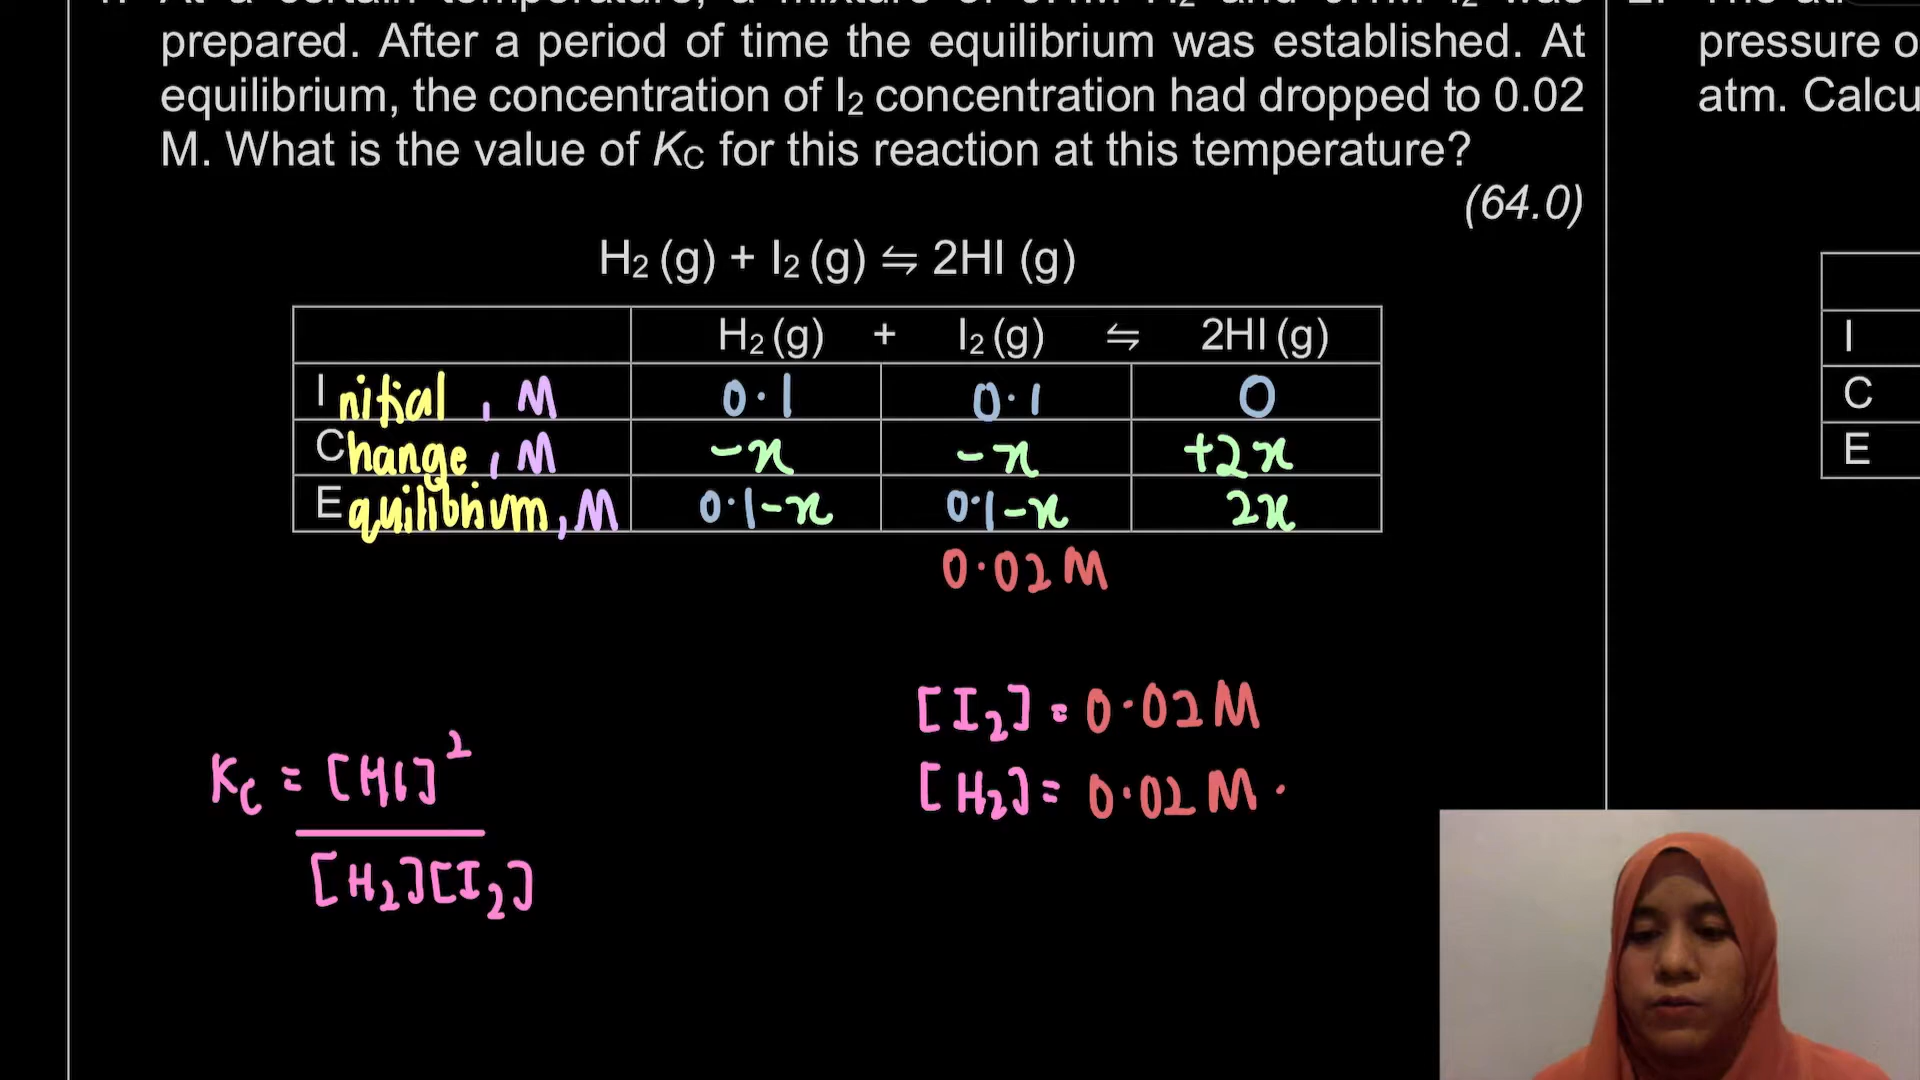 prepared. After a period of time the equilibrium was established. At
equilibrium, the concentration of I2 concentration had dropped to 0.02
M. What is the value of KC for this reaction at this temperature?
(64.0)
H2 (g) + I2 (g) ⇋ 2HI (g)
H2 (g) + I2 (g) ⇋ 2HI (g)
Initial, M 0.1 0.1 0
Change, M -x -x +2x
Equilibrium, M 0.1-x 0.1-x 2x
0.02 M
[I2] = 0.02 M
[H2] = 0.02 M .
Kc = [HI]²
[H2][I2]
pressure o
atm. Calcu
I
C
E